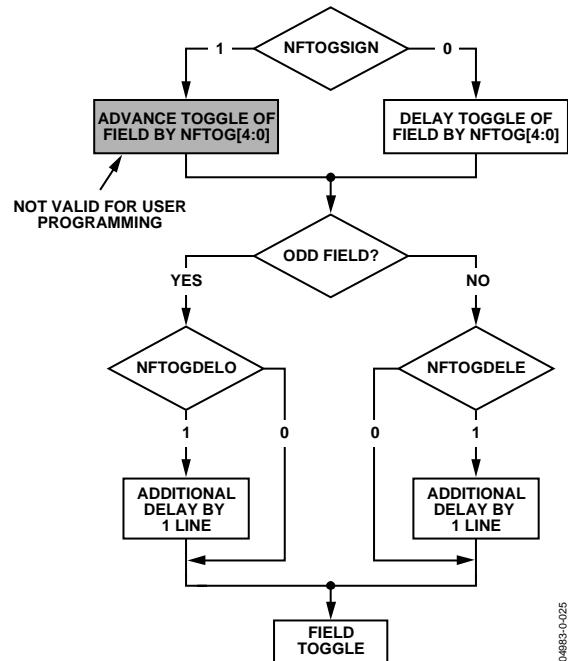 NFTOGSIGN
1
0
ADVANCE TOGGLE OF
FIELD BY NFTOG[4:0]
DELAY TOGGLE OF
FIELD BY NFTOG[4:0]
NOT VALID FOR USER
PROGRAMMING
ODD FIELD?
YES
NO
NFTOGDELO
NFTOGDELE
1
0
0
1
ADDITIONAL
DELAY BY
1 LINE
ADDITIONAL
DELAY BY
1 LINE
FIELD
TOGGLE
04983-0-025